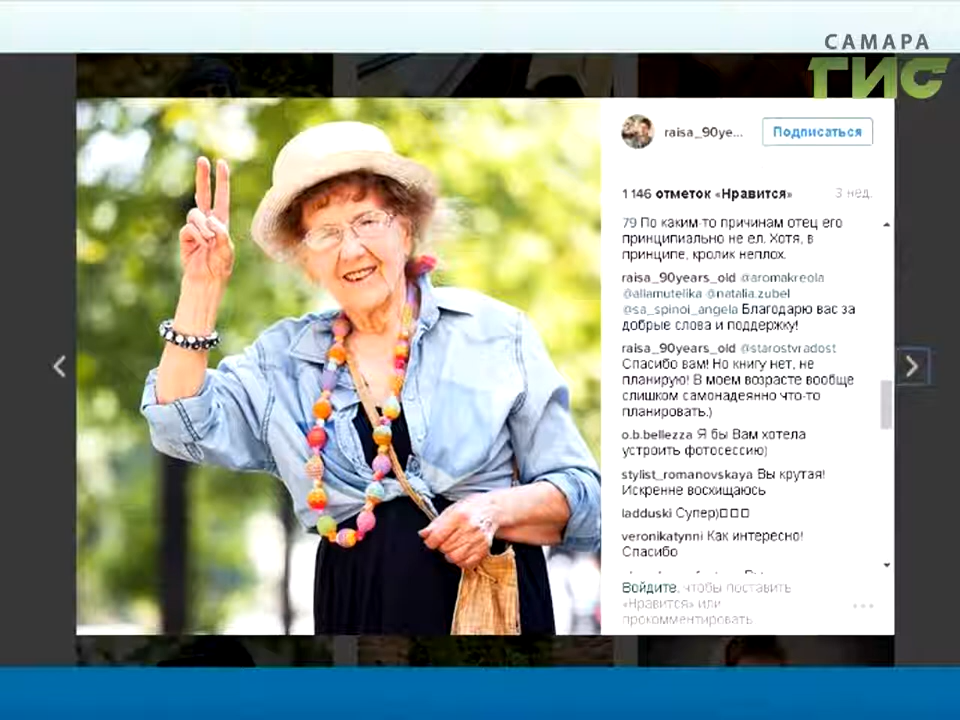 САМАРА
ГИС
raisa_90ye...
Подписаться
1 146 отметок «Нравится»
3 нед.
79 По каким-то причинам отец его
принципиально не ел. Хотя, в
принципе, кролик неплох.
raisa_90years_old @aromakreola
@allamutelika @natalia.zubel
@sa_spinoi_angela Благодарю вас за
добрые слова и поддержку!
raisa_90years_old @starostvradost
Спасибо вам! Но книгу нет, не
планирую! В моем возрасте вообще
слишком самонадеянно что-то
планировать.)
o.b.bellezza Я бы Вам хотела
устроить фотосессию)
stylist_romanovskaya Вы крутая!
Искренне восхищаюсь
ladduski Супер)
veronikatynni Как интересно!
Спасибо
Войдите, чтобы поставить
«Нравится» или
прокомментировать